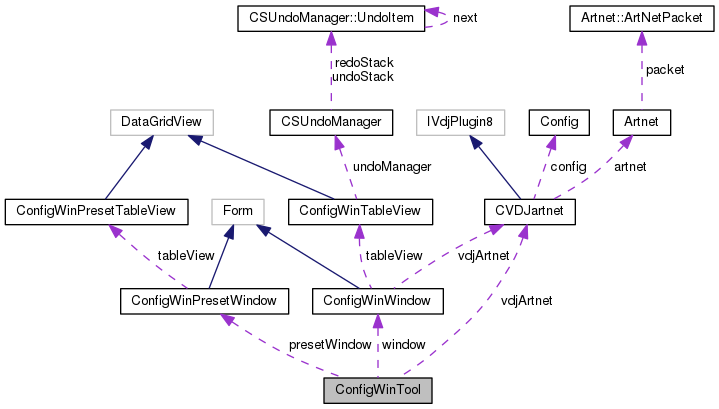 CSUndoManager::UndoItem
next
Artnet::ArtNetPacket
redoStack
undoStack
packet
DataGridView
CSUndoManager
IVdjPlugin8
Config
Artnet
undoManager
config
artnet
ConfigWinPresetTableView
Form
ConfigWinTableView
CVDJartnet
tableView
tableView
vdjArtnet
ConfigWinPresetWindow
ConfigWinWindow
vdjArtnet
presetWindow
window
ConfigWinTool